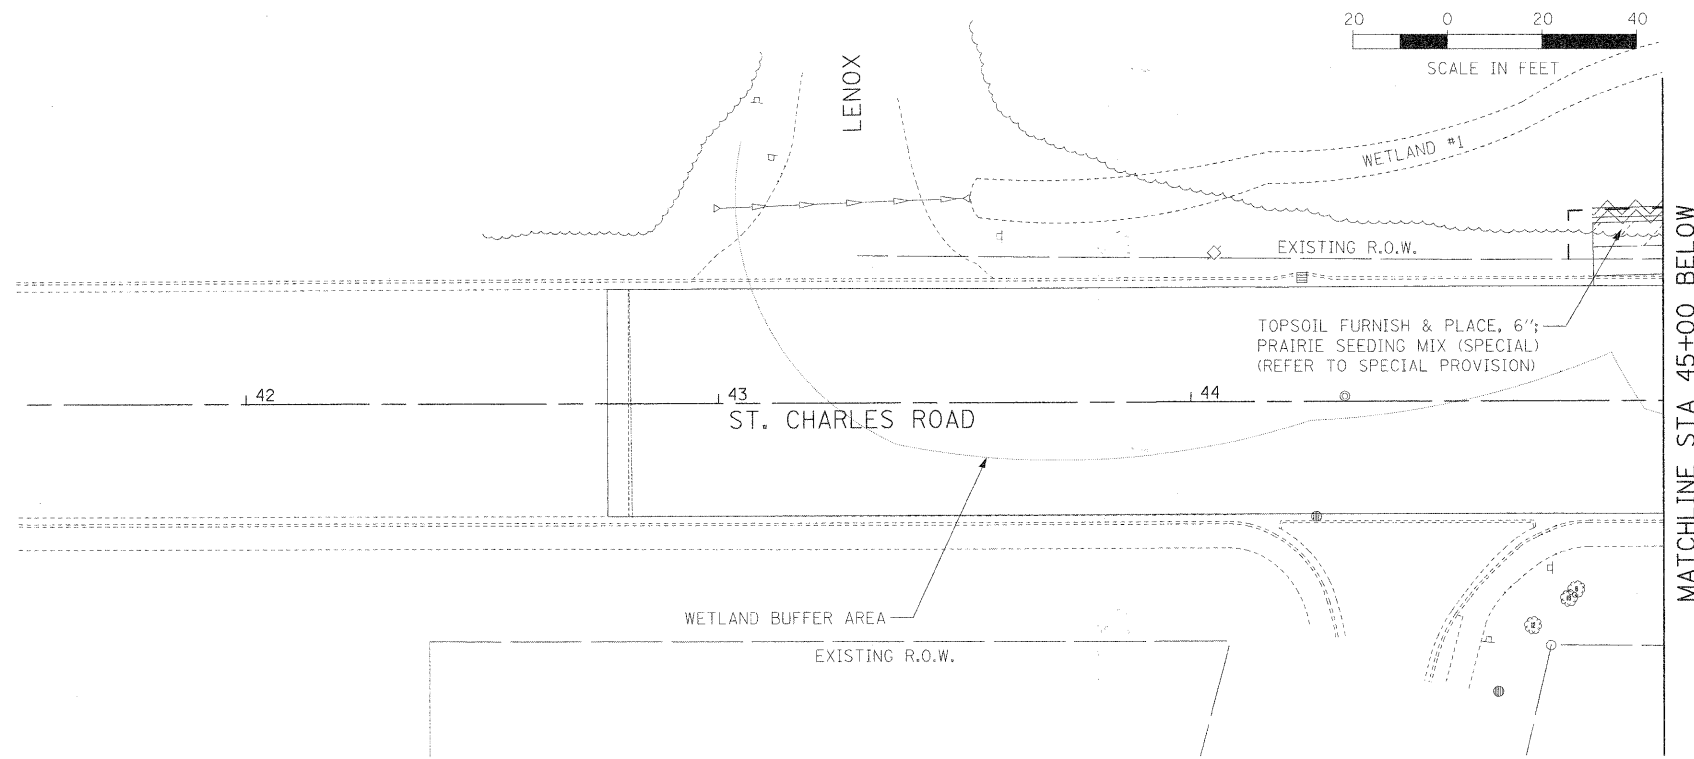 20 0 20 40
SCALE IN FEET
LENOX
WETLAND #1
EXISTING R.O.W.
TOPSOIL FURNISH & PLACE, 6";
PRAIRIE SEEDING MIX (SPECIAL)
(REFER TO SPECIAL PROVISION)
42 43 44
ST. CHARLES ROAD
MATCHLINE STA 45+00 BELOW
WETLAND BUFFER AREA
EXISTING R.O.W.